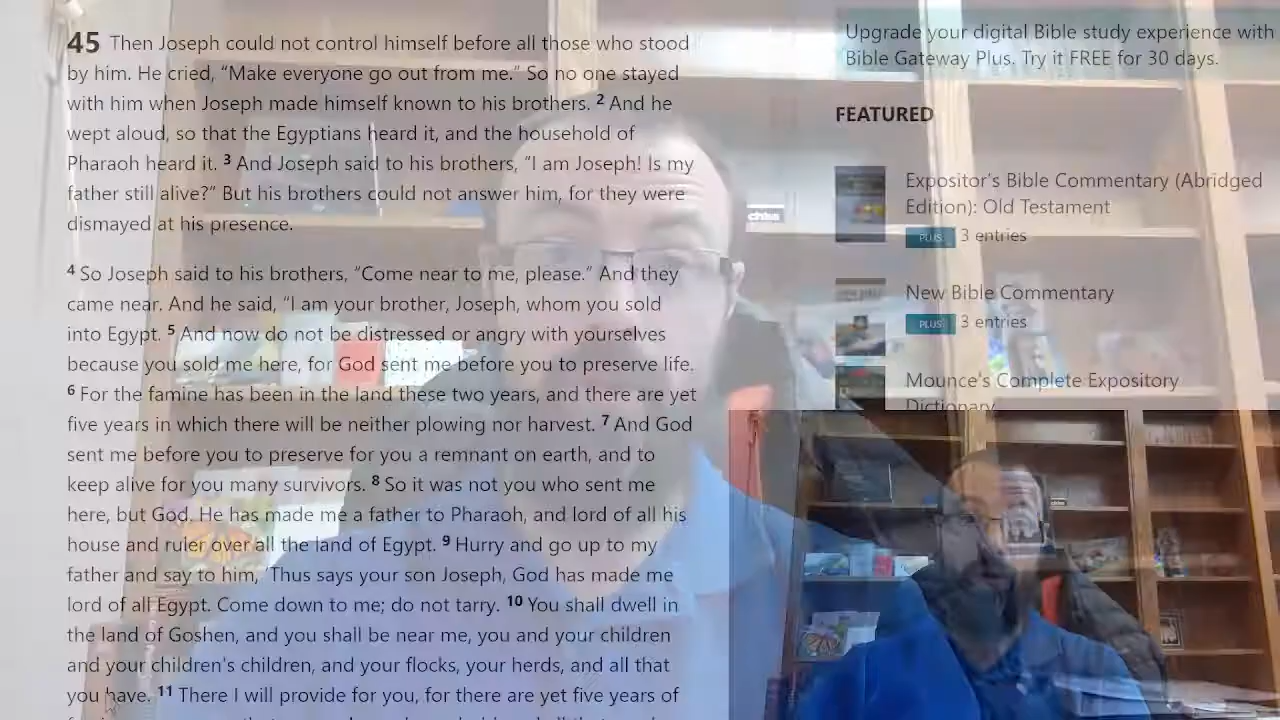 45 Then Joseph could not control himself before all those who stood
by him. He cried, “Make everyone go out from me.” So no one stayed
with him when Joseph made himself known to his brothers. 2 And he
wept aloud, so that the Egyptians heard it, and the household of
Pharaoh heard it. 3 And Joseph said to his brothers, “I am Joseph! Is my
father still alive?” But his brothers could not answer him, for they were
dismayed at his presence.
4 So Joseph said to his brothers, “Come near to me, please.” And they
came near. And he said, “I am your brother, Joseph, whom you sold
into Egypt. 5 And now do not be distressed or angry with yourselves
because you sold me here, for God sent me before you to preserve life.
6 For the famine has been in the land these two years, and there are yet
five years in which there will be neither plowing nor harvest. 7 And God
sent me before you to preserve for you a remnant on earth, and to
keep alive for you many survivors. 8 So it was not you who sent me
here, but God. He has made me a father to Pharaoh, and lord of all his
house and ruler over all the land of Egypt. 9 Hurry and go up to my
father and say to him, ‘Thus says your son Joseph, God has made me
lord of all Egypt. Come down to me; do not tarry. 10 You shall dwell in
the land of Goshen, and you shall be near me, you and your children
and your children's children, and your flocks, your herds, and all that
you have. 11 There I will provide for you, for there are yet five years of
Upgrade your digital Bible study experience with
Bible Gateway Plus. Try it FREE for 30 days.
FEATURED
Expositor's Bible Commentary (Abridged
Edition): Old Testament
PLUS 3 entries
New Bible Commentary
PLUS 3 entries
Mounce's Complete Expository
Dictionary